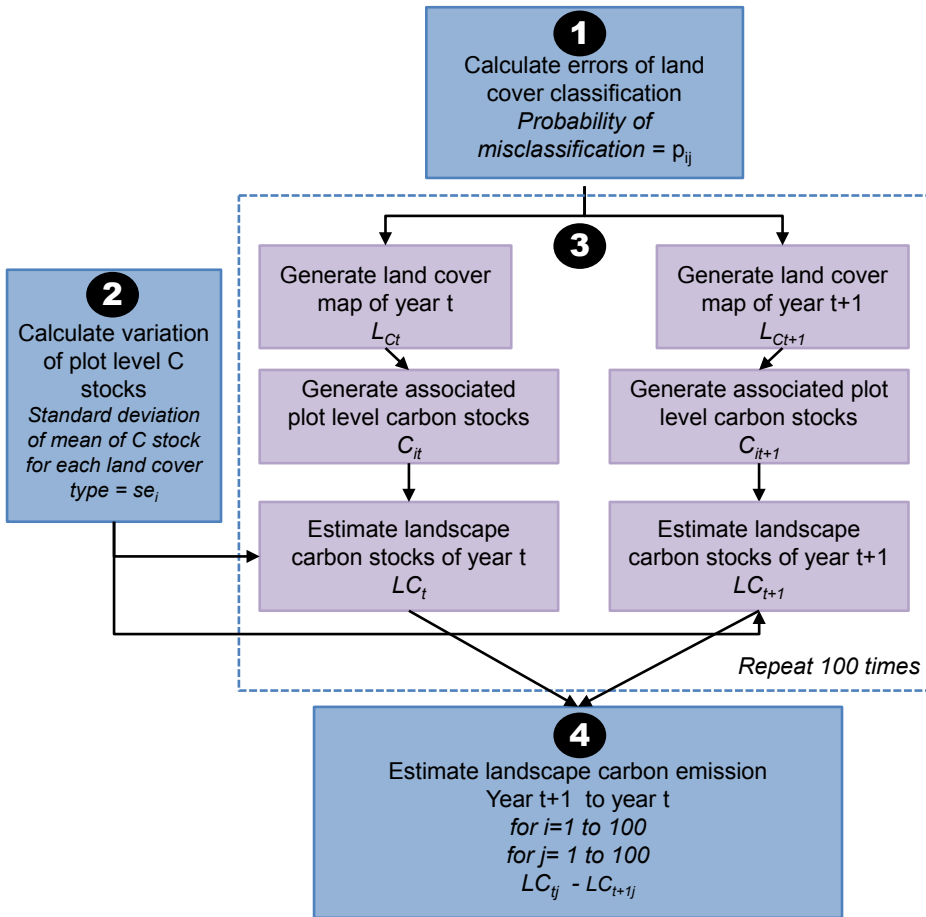 1
Calculate errors of land
cover classification
Probability of
misclassification = pij
3
2
Calculate variation
of plot level C
stocks
Standard deviation
of mean of C stock
for each land cover
type = sei
Generate land cover
map of year t
LCt
Generate associated
plot level carbon stocks
Cit
Estimate landscape
carbon stocks of year t
LCt
Generate land cover
map of year t+1
LCt+1
Generate associated plot
level carbon stocks
Cit+1
Estimate landscape
carbon stocks of year t+1
LCt+1
Repeat 100 times
4
Estimate landscape carbon emission
Year t+1 to year t
for i=1 to 100
for j= 1 to 100
LCtj - LCt+1j